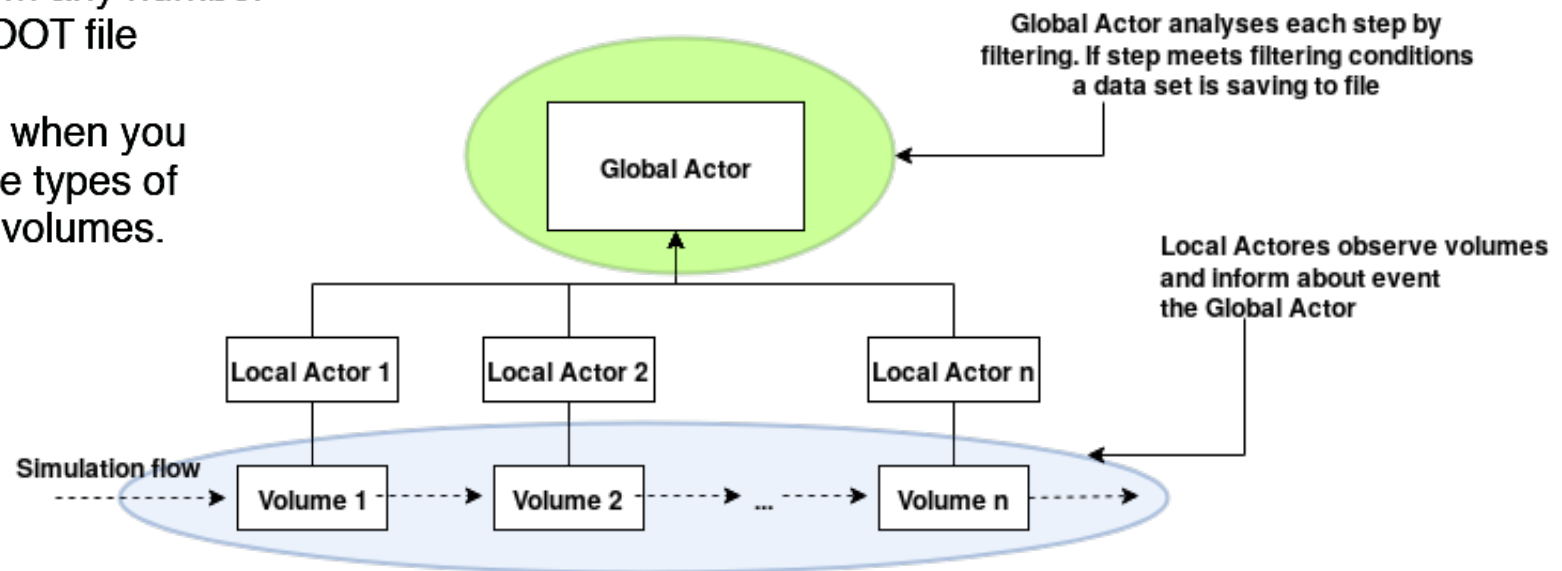 OOT file
when you
e types of
volumes.
Global Actor analyses each step by
filtering. If step meets filtering conditions
a data set is saving to file
Global Actor
Local Actores observe volumes
and inform about event
the Global Actor
Local Actor 1
Local Actor 2
Local Actor n
Simulation flow
Volume 1
Volume 2
...
Volume n